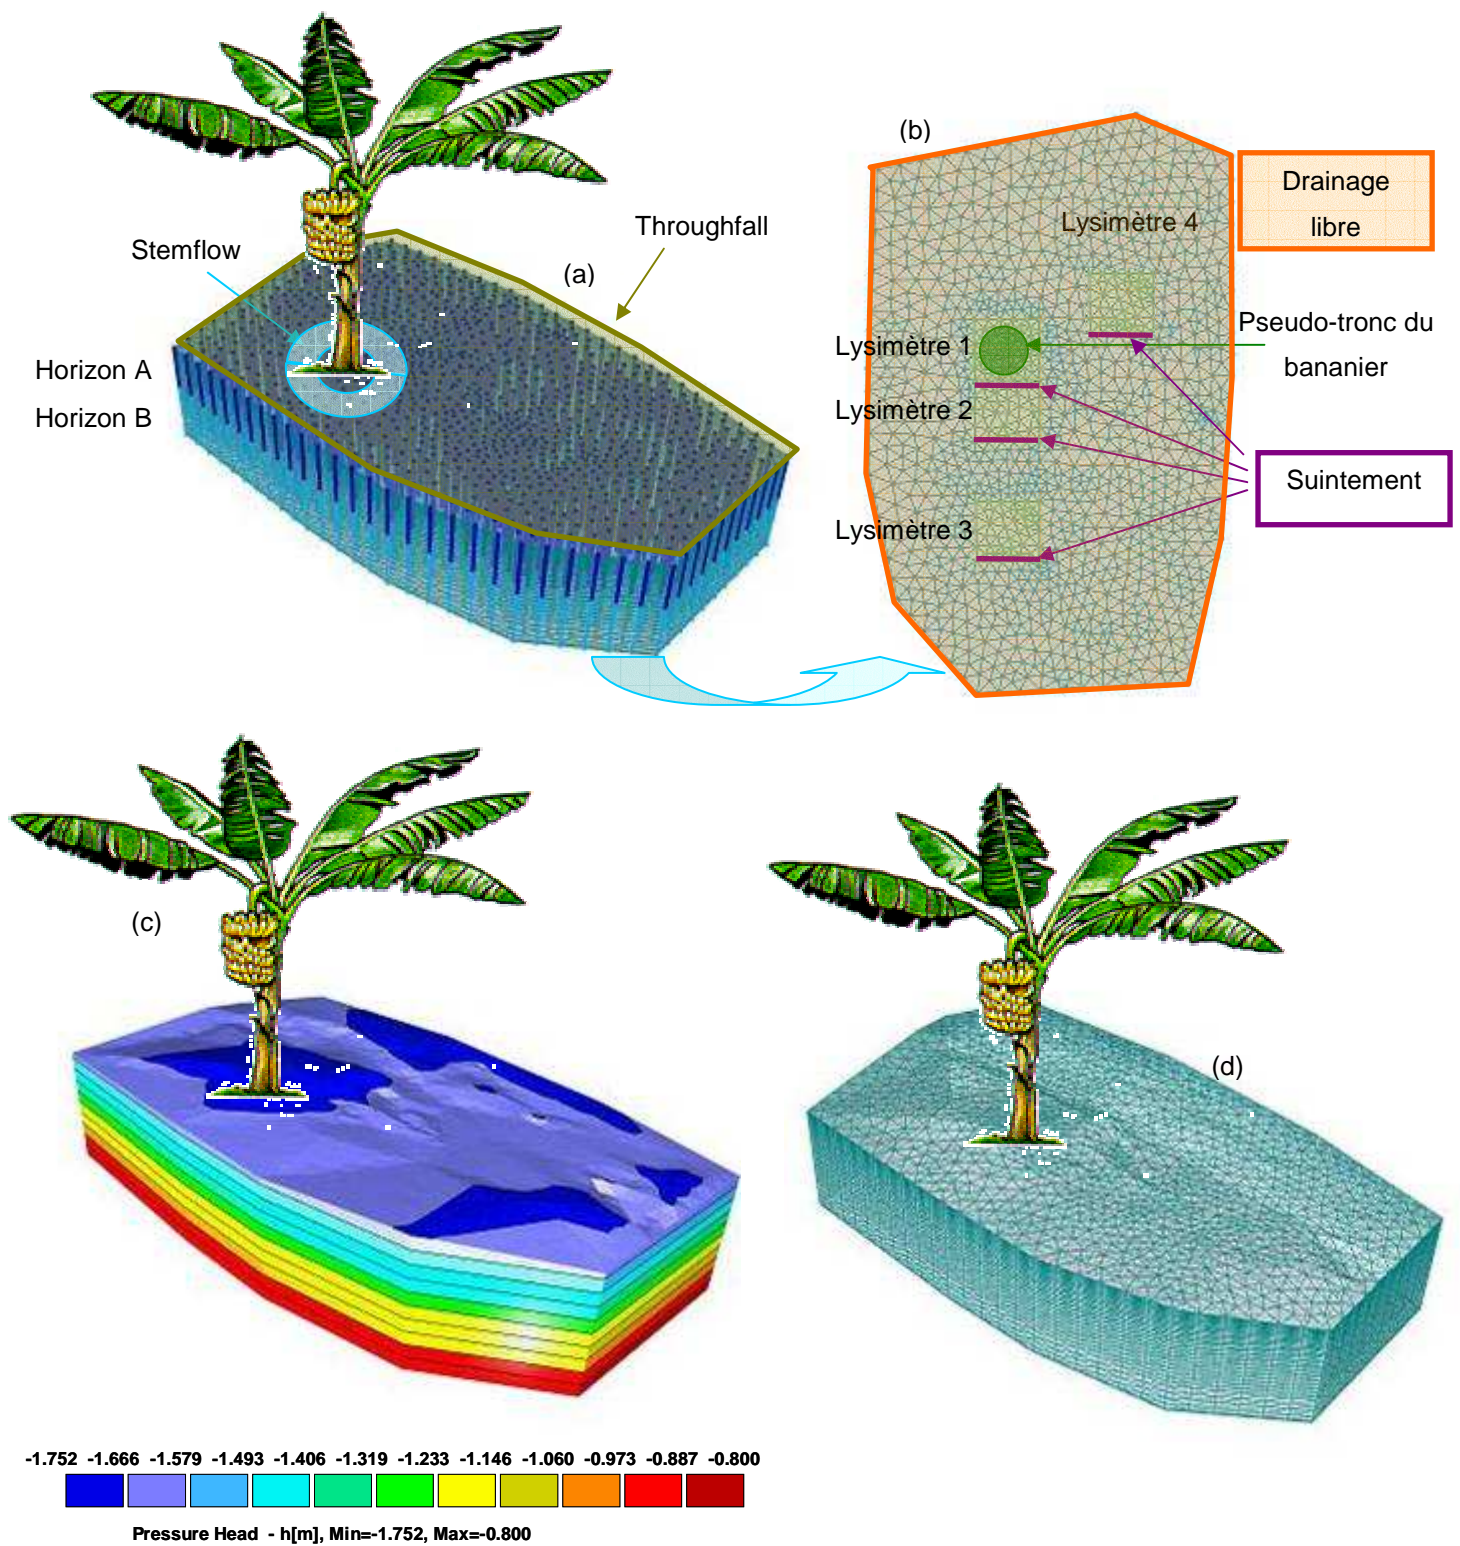 (b)
Drainage
libre
Lysimètre 4
Throughfall
Stemflow
(a)
Pseudo-tronc du
bananier
Lysimètre 1
Horizon A
Lysimètre 2
Horizon B
Suintement
Lysimètre 3
(c)
(d)
-1.752 -1.666 -1.579 -1.493 -1.406 -1.319 -1.233 -1.146 -1.060 -0.973 -0.887 -0.800
Pressure Head - h[m], Min=-1.752, Max=-0.800